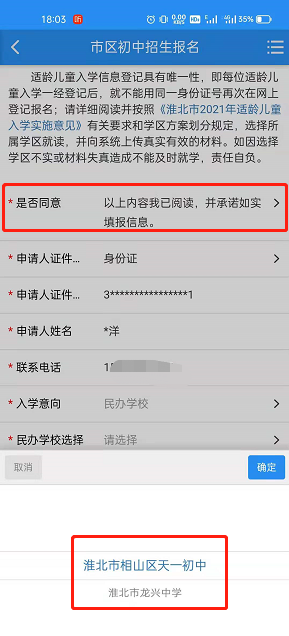 18:03
35%
市区初中招生报名
适龄儿童入学信息登记具有唯一性，即每位适龄儿
童入学一经登记后，就不能用同一身份证号再次在网上
登记报名；请详细阅读并按照《淮北市2021年适龄儿童
入学实施意见》有关要求和学区方案划分规定，选择所
属学区就读，并向系统上传真实有效的材料。如因选择
学区不实或材料失真造成不能及时就学，责任自负。
* 是否同意 以上内容我已阅读，并承诺如实
填报信息。
* 申请人证件... 身份证
* 申请人证件... 3****************1
* 申请人姓名 *洋
* 联系电话
* 入学意向 民办学校
* 民办学校选择 请选择
取消 确定
淮北市相山区天一初中
淮北市龙兴中学